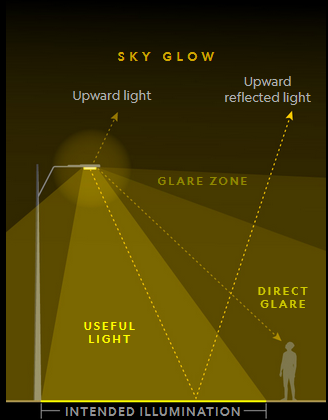 SKY GLOW
Upward light
Upward
reflected light
GLARE ZONE
DIRECT
GLARE
USEFUL
LIGHT
INTENDED ILLUMINATION